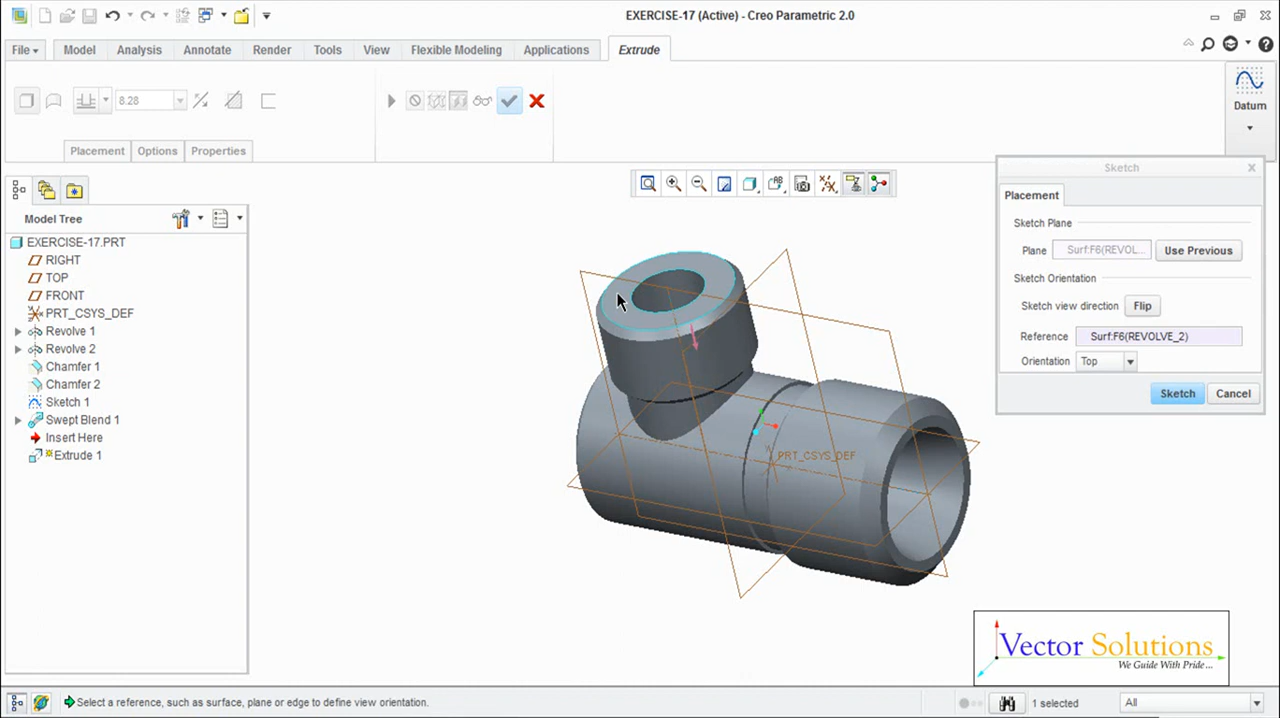 EXERCISE-17 (Active) - Creo Parametric 2.0
File Model Analysis Annotate Render Tools View Flexible Modeling Applications Extrude
8.28
Datum
Placement Options Properties
Sketch
Placement
Sketch Plane
Plane Surf:F6(REVOL... Use Previous
Sketch Orientation
Sketch view direction Flip
Reference Surf:F6(REVOLVE_2)
Orientation Top
Sketch Cancel
Model Tree
EXERCISE-17.PRT
RIGHT
TOP
FRONT
PRT_CSYS_DEF
Revolve 1
Revolve 2
Chamfer 1
Chamfer 2
Sketch 1
Swept Blend 1
Insert Here
Extrude 1
PRT_CSYS_DEF
Vector Solutions
We Guide With Pride...
Select a reference, such as surface, plane or edge to define view orientation.
1 selected
All